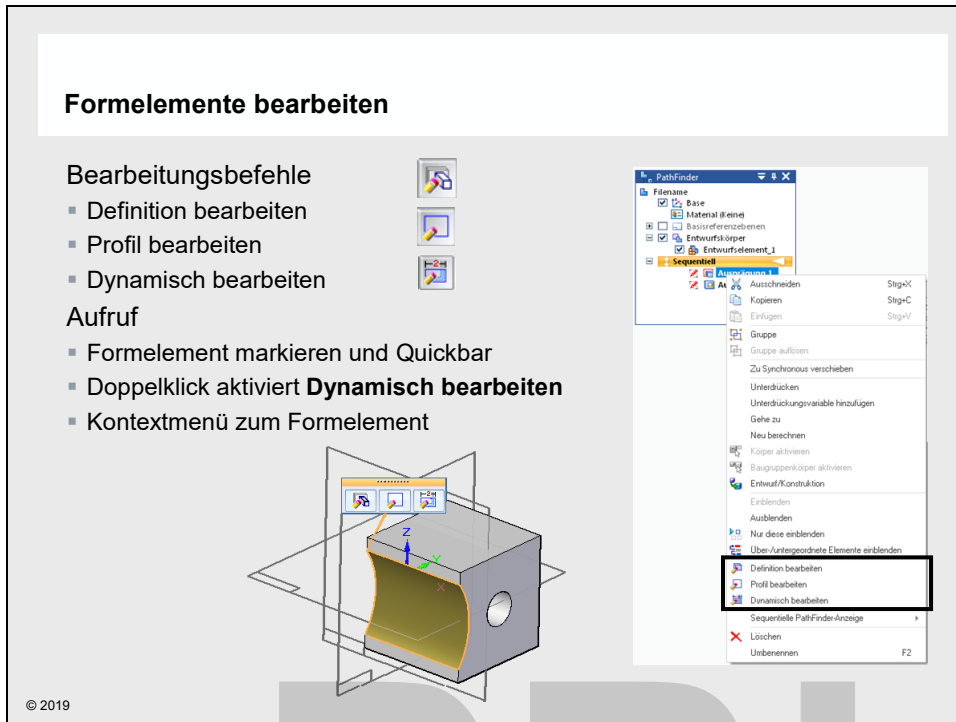 Formelemente bearbeiten
Bearbeitungsbefehle
▪ Definition bearbeiten
▪ Profil bearbeiten
▪ Dynamisch bearbeiten
Aufruf
▪ Formelement markieren und Quickbar
▪ Doppelklick aktiviert Dynamisch bearbeiten
▪ Kontextmenü zum Formelement
Z
Y
X
PathFinder
Filename
Base
Material (Keine)
Basisreferenzebenen
Entwurfskörper
Entwurfselement_1
Sequentiell
Ausprägung 1
Au
Ausschneiden Strg+X
Kopieren Strg+C
Einfügen Strg+V
Gruppe
Gruppe auflösen
Zu Synchronous verschieben
Unterdrücken
Unterdrückungsvariable hinzufügen
Gehe zu
Neu berechnen
Körper aktivieren
Baugruppenkörper aktivieren
Entwurf/Konstruktion
Einblenden
Ausblenden
Nur diese einblenden
Über-/untergeordnete Elemente einblenden
Definition bearbeiten
Profil bearbeiten
Dynamisch bearbeiten
Sequentielle PathFinder-Anzeige
Löschen
Umbenennen F2
© 2019